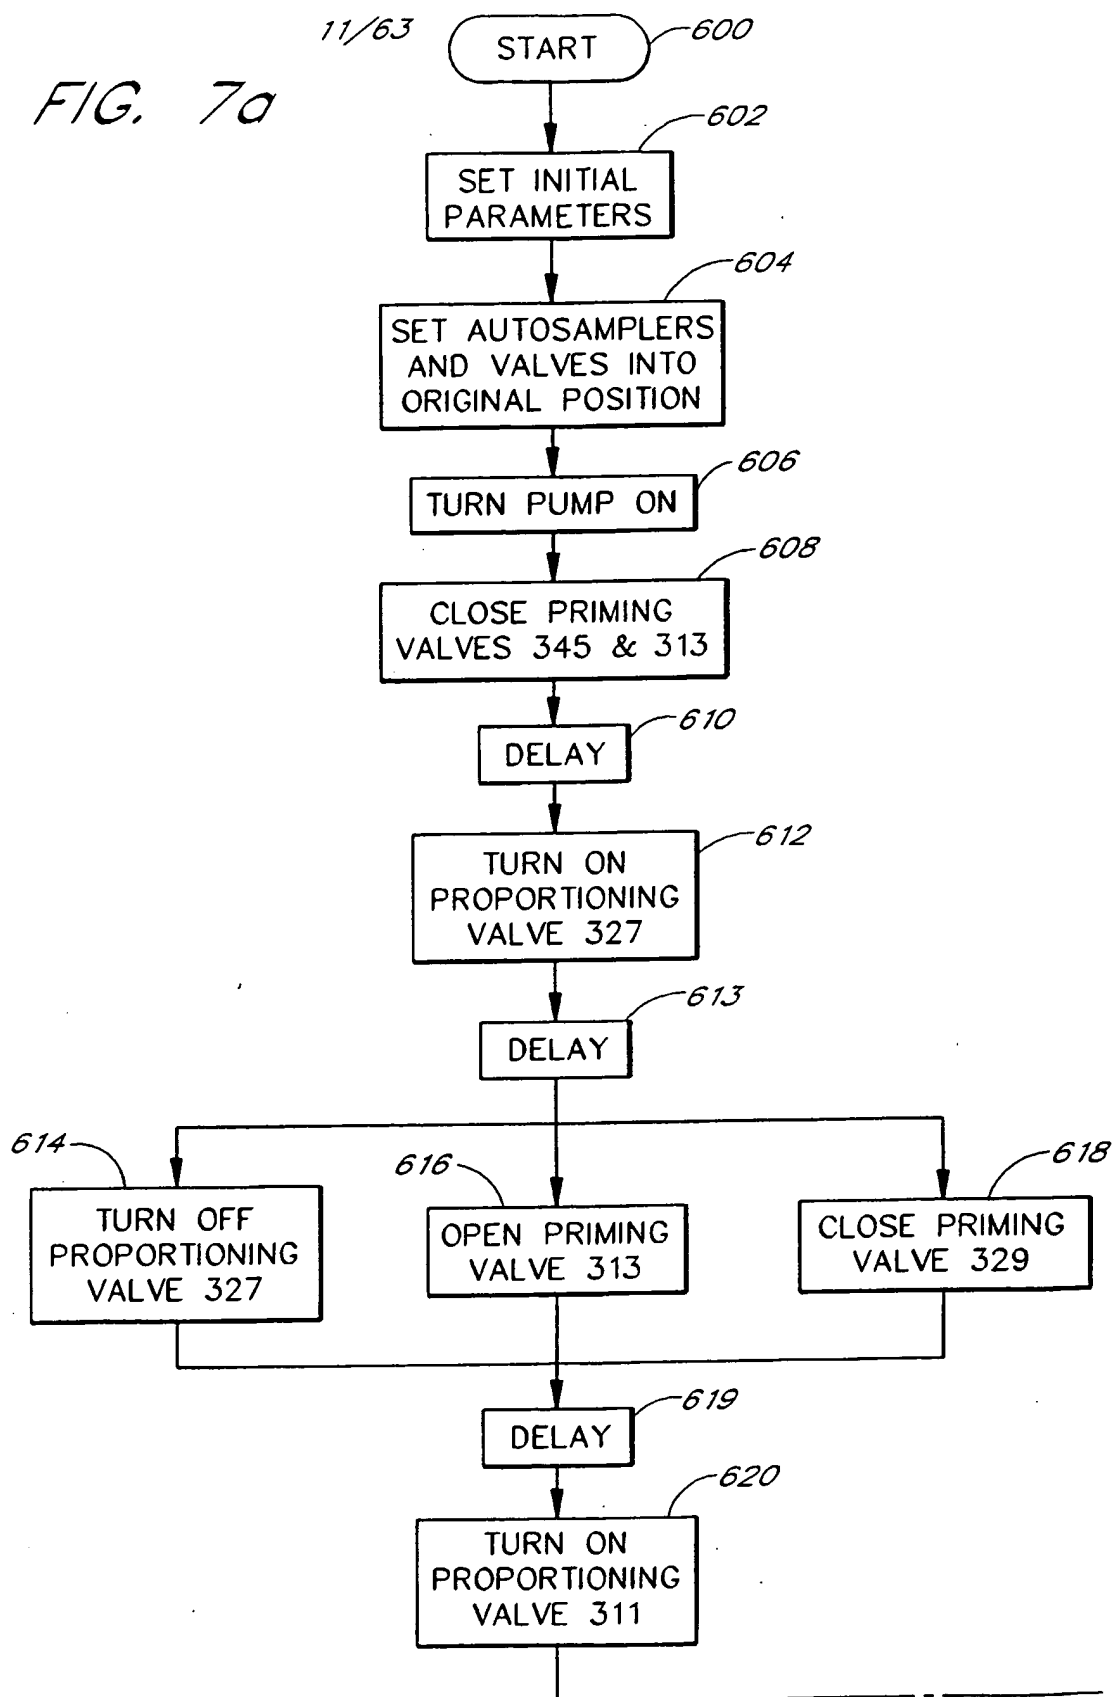 11/63
FIG. 7a
START
600
602
SET INITIAL
PARAMETERS
604
SET AUTOSAMPLERS
AND VALVES INTO
ORIGINAL POSITION
606
TURN PUMP ON
608
CLOSE PRIMING
VALVES 345 & 313
610
DELAY
612
TURN ON
PROPORTIONING
VALVE 327
613
DELAY
614
TURN OFF
PROPORTIONING
VALVE 327
616
OPEN PRIMING
VALVE 313
618
CLOSE PRIMING
VALVE 329
619
DELAY
620
TURN ON
PROPORTIONING
VALVE 311